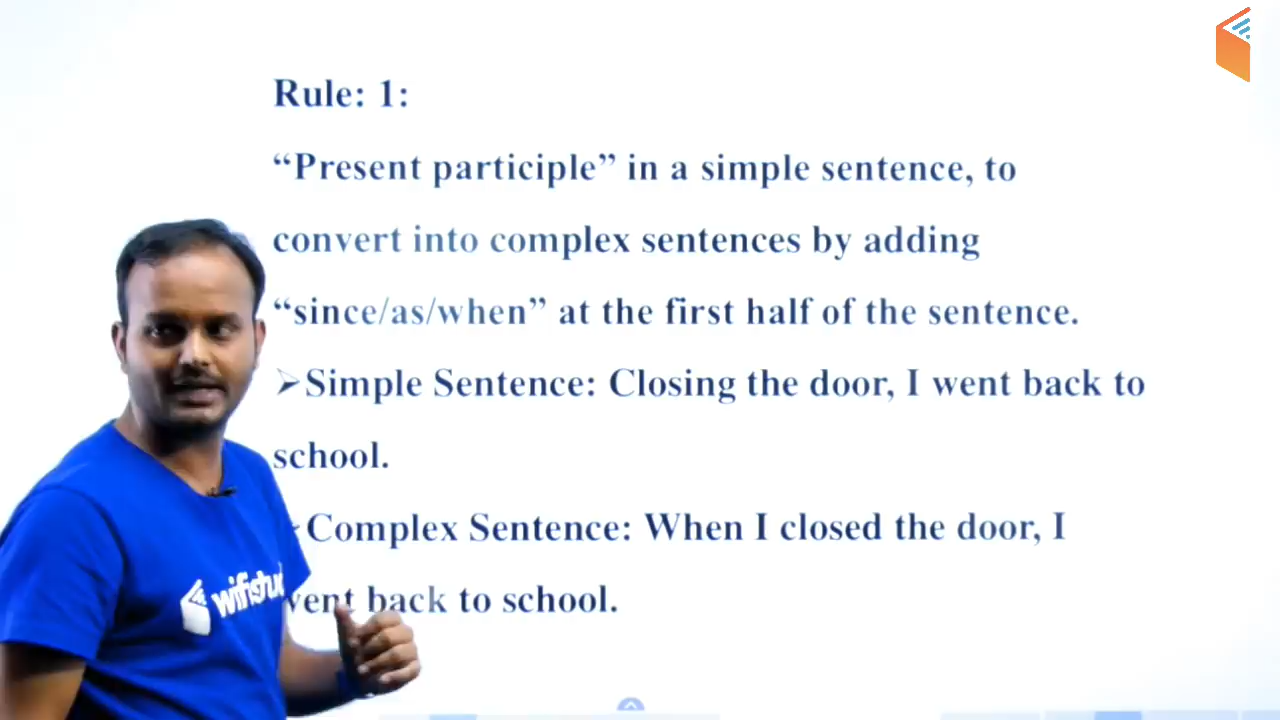 Rule: 1:
“Present participle” in a simple sentence, to
convert into complex sentences by adding
“since/as/when” at the first half of the sentence.
➢Simple Sentence: Closing the door, I went back to
school.
Complex Sentence: When I closed the door, I
went back to school.